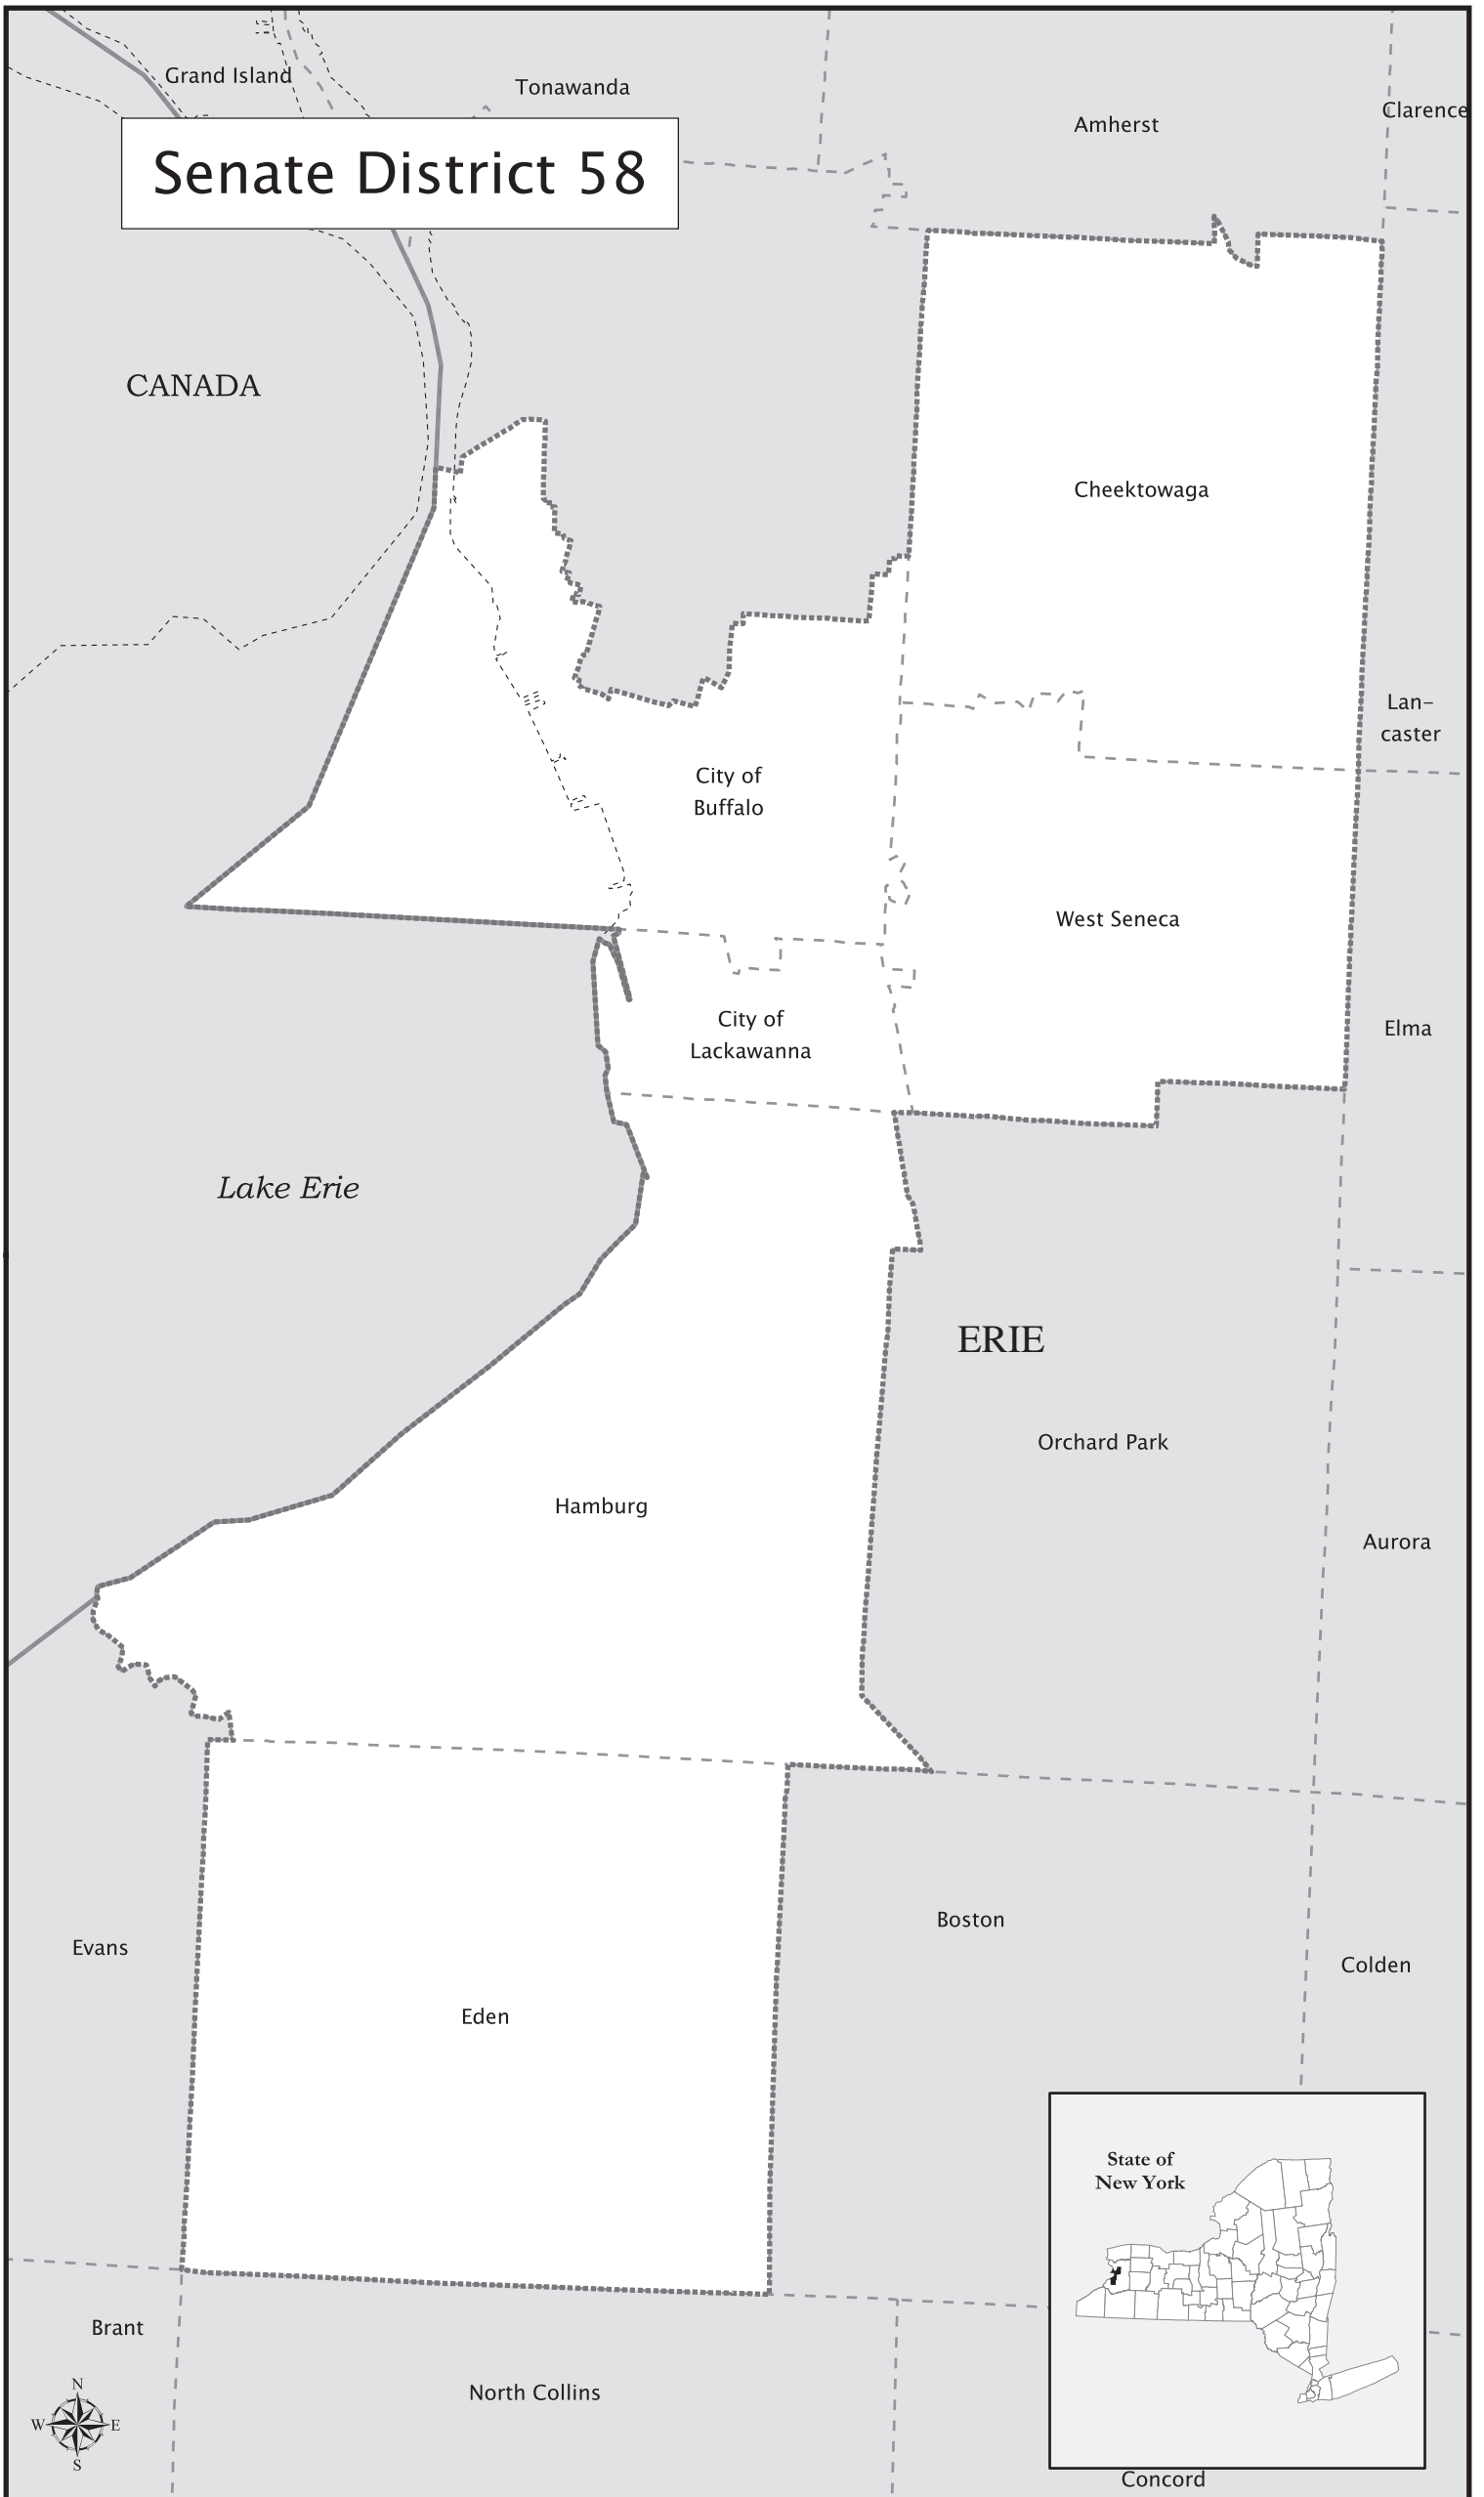 Grand Island
Tonawanda
Amherst
Clarence
Senate District 58
CANADA
Cheektowaga
Lan-
caster
City of
Buffalo
West Seneca
City of
Lackawanna
Elma
Lake Erie
ERIE
Orchard Park
Hamburg
Aurora
Boston
Evans
Colden
Eden
State of
New York
Brant
North Collins
N
W E
S
Concord